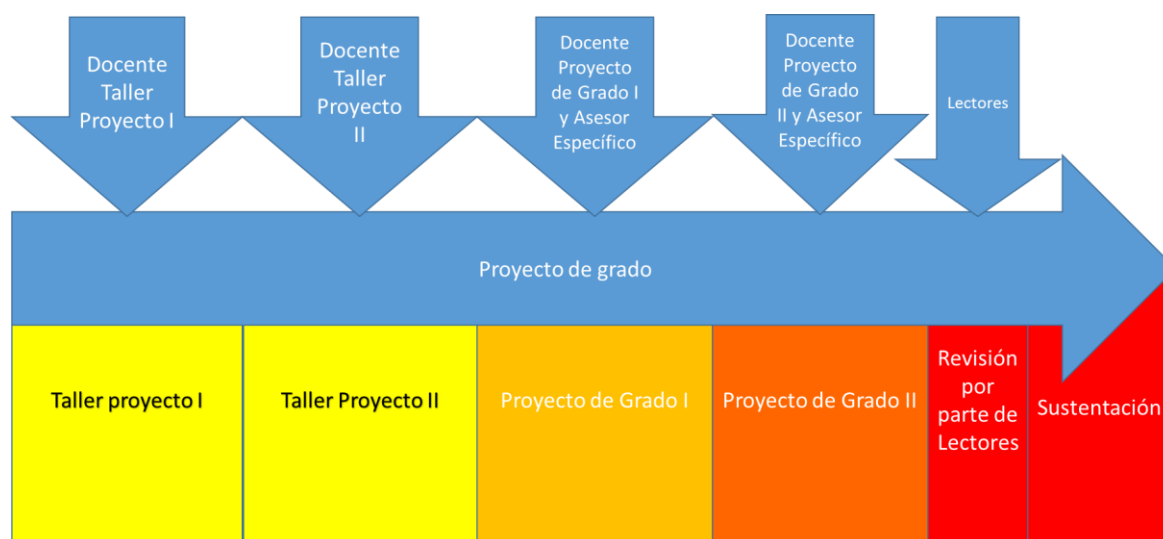 Docente
Taller
Proyecto I
Docente
Taller
Proyecto
II
Docente
Proyecto
de Grado I
y Asesor
Específico
Docente
Proyecto
de Grado
II y Asesor
Específico
Lectores
Proyecto de grado
Taller proyecto I
Taller Proyecto II
Proyecto de Grado I
Proyecto de Grado II
Revisión
por
parte de
Lectores
Sustentación